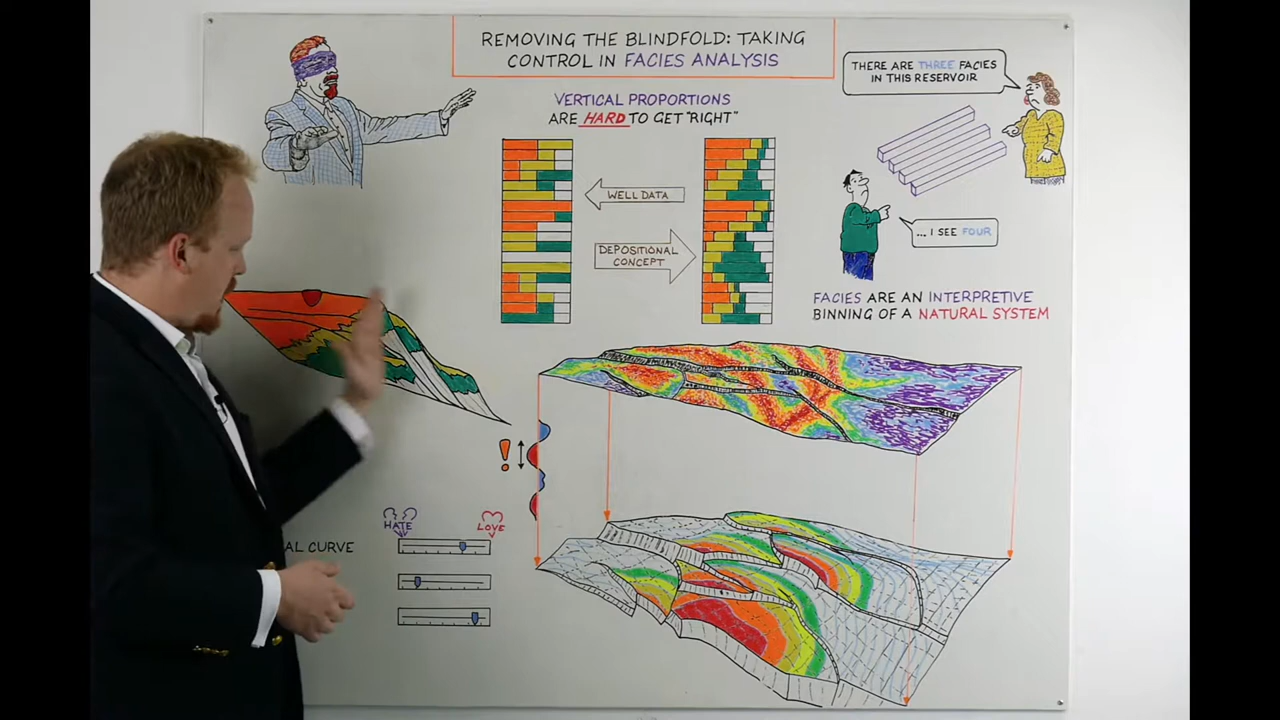 REMOVING THE BLINDFOLD: TAKING
CONTROL IN FACIES ANALYSIS
VERTICAL PROPORTIONS
ARE HARD TO GET "RIGHT"
WELL DATA
DEPOSITIONAL
CONCEPT
THERE ARE THREE FACIES
IN THIS RESERVOIR
... I SEE FOUR
FACIES ARE AN INTERPRETIVE
BINNING OF A NATURAL SYSTEM
!
HATE
LOVE
AL CURVE